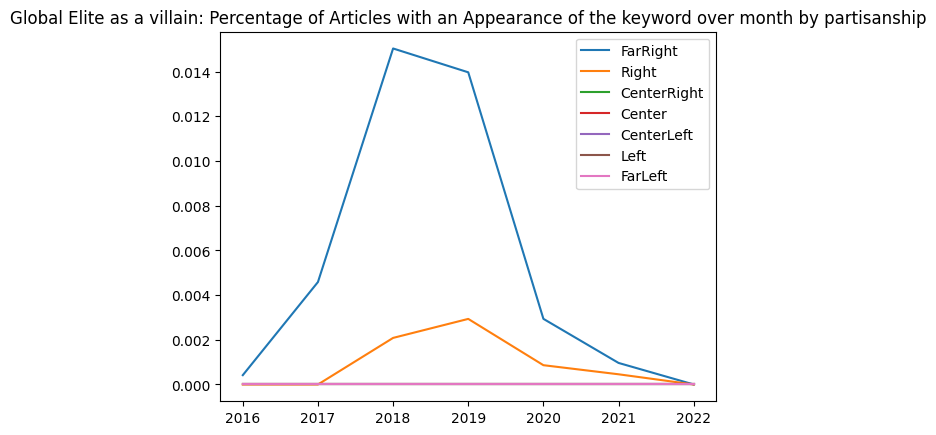 Global Elite as a villain: Percentage of Articles with an Appearance of the keyword over month by partisanship
FarRight
Right
CenterRight
Center
CenterLeft
Left
FarLeft
0.014
0.012
0.010
0.008
0.006
0.004
0.002
0.000
2016 2017 2018 2019 2020 2021 2022